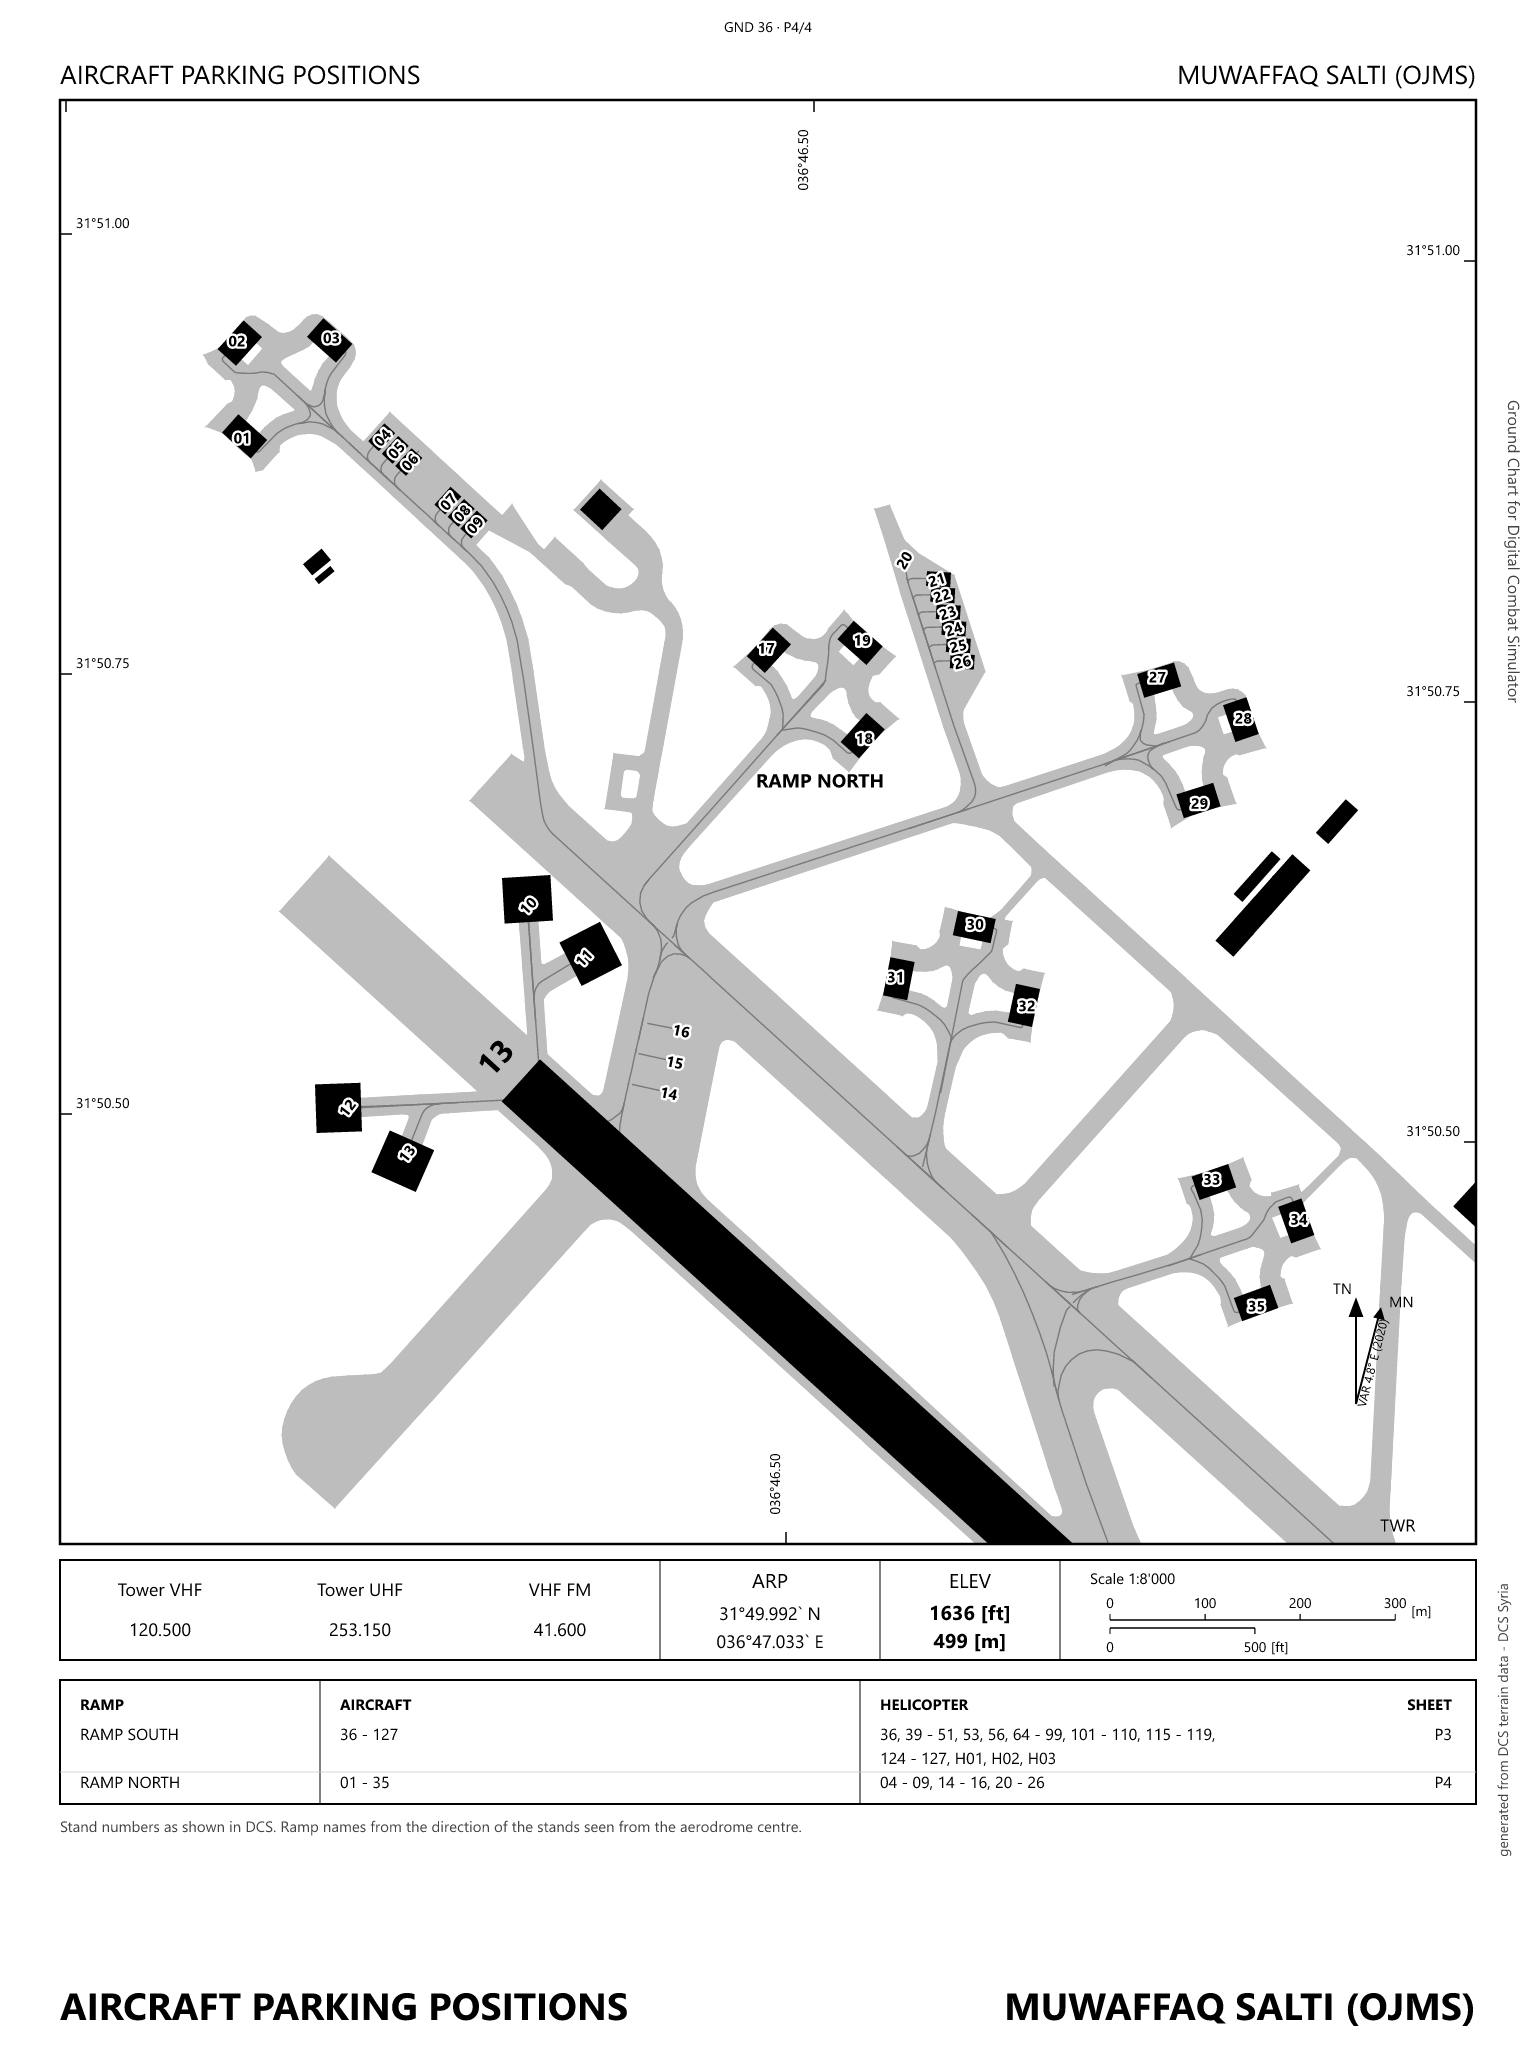 GND 36 · P4/4
AIRCRAFT PARKING POSITIONS
MUWAFFAQ SALTI (OJMS)
036°46.50
31°51.00
31°51.00
02
03
01
04
05
06
07
08
09
20
21
22
23
24
25
26
17
19
18
31°50.75
31°50.75
27
28
29
RAMP NORTH
10
11
30
31
32
16
15
14
13
12
13
31°50.50
31°50.50
33
34
35
TN
MN
VAR 4.8° E (2020)
036°46.50
TWR
Ground Chart for Digital Combat Simulator
Tower VHF
120.500
Tower UHF
253.150
VHF FM
41.600
ARP
31°49.992` N
036°47.033` E
ELEV
1636 [ft]
499 [m]
Scale 1:8'000
0 100 200 300 [m]
0 500 [ft]
RAMP AIRCRAFT HELICOPTER SHEET
RAMP SOUTH 36 - 127 36, 39 - 51, 53, 56, 64 - 99, 101 - 110, 115 - 119, P3
124 - 127, H01, H02, H03
RAMP NORTH 01 - 35 04 - 09, 14 - 16, 20 - 26 P4
Stand numbers as shown in DCS. Ramp names from the direction of the stands seen from the aerodrome centre.
generated from DCS terrain data - DCS Syria
AIRCRAFT PARKING POSITIONS
MUWAFFAQ SALTI (OJMS)